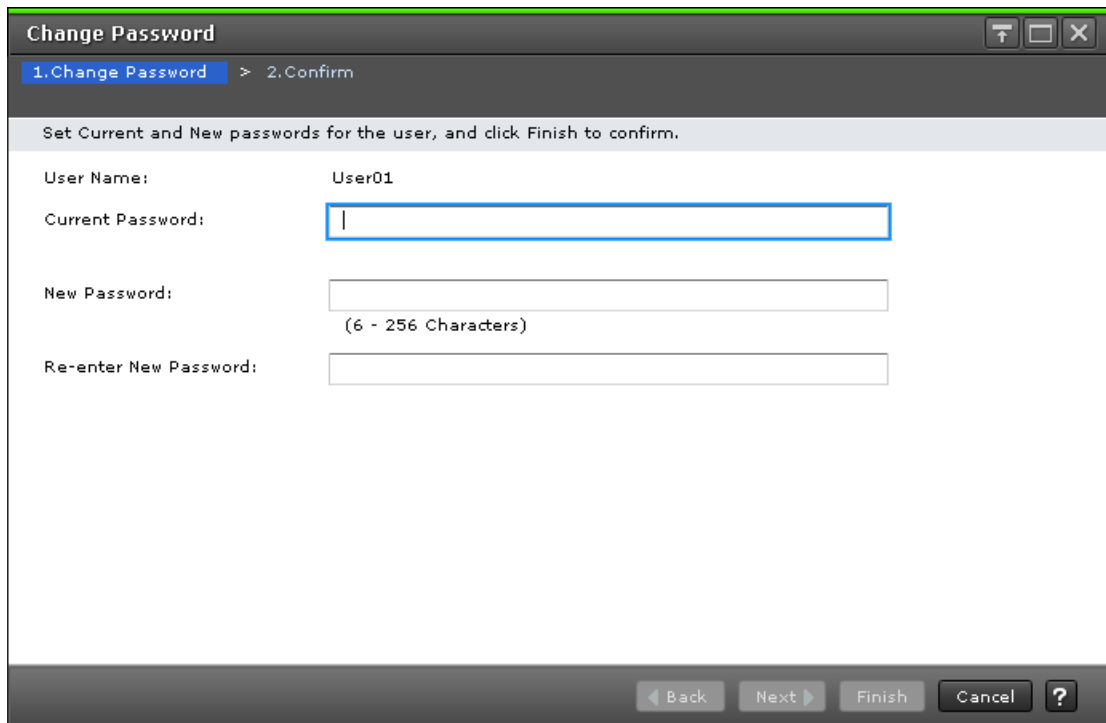 Change Password
1.Change Password > 2.Confirm
Set Current and New passwords for the user, and click Finish to confirm.
User Name: User01
Current Password:
New Password:
(6 - 256 Characters)
Re-enter New Password:
Back Next Finish Cancel ?